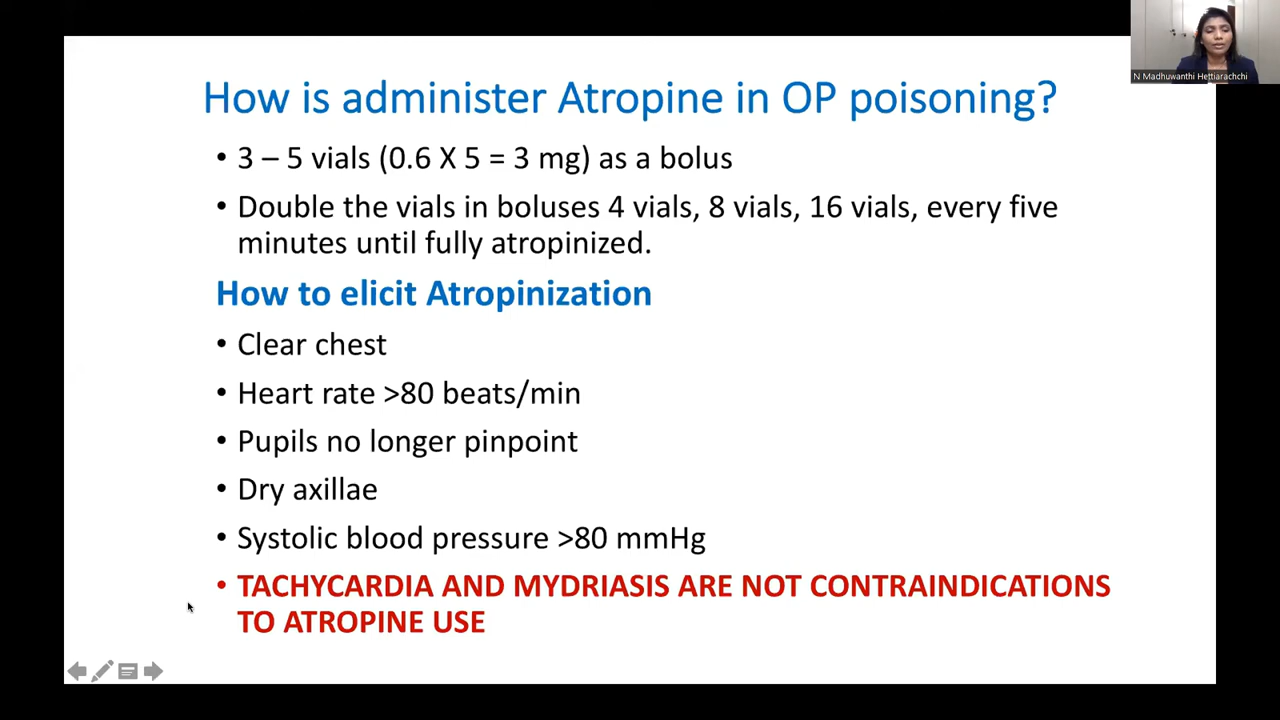 N Madhuwanthi Hettiarachchi
How is administer Atropine in OP poisoning?
• 3 – 5 vials (0.6 X 5 = 3 mg) as a bolus
• Double the vials in boluses 4 vials, 8 vials, 16 vials, every five
minutes until fully atropinized.
How to elicit Atropinization
• Clear chest
• Heart rate >80 beats/min
• Pupils no longer pinpoint
• Dry axillae
• Systolic blood pressure >80 mmHg
• TACHYCARDIA AND MYDRIASIS ARE NOT CONTRAINDICATIONS
TO ATROPINE USE